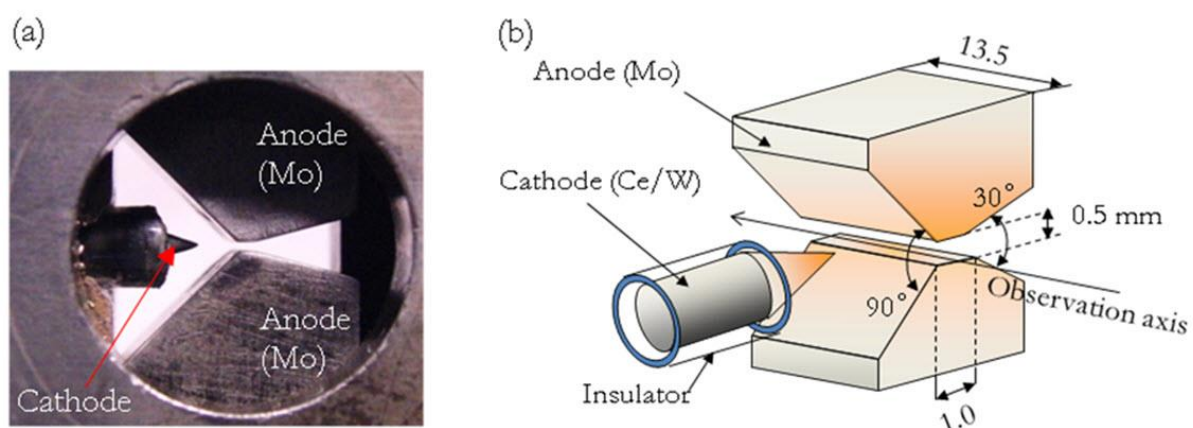 (a)
Anode
(Mo)
Anode
(Mo)
Cathode
(b)
13.5
Anode (Mo)
Cathode (Ce/W)
30°
0.5 mm
90°
Observation axis
Insulator
1.0